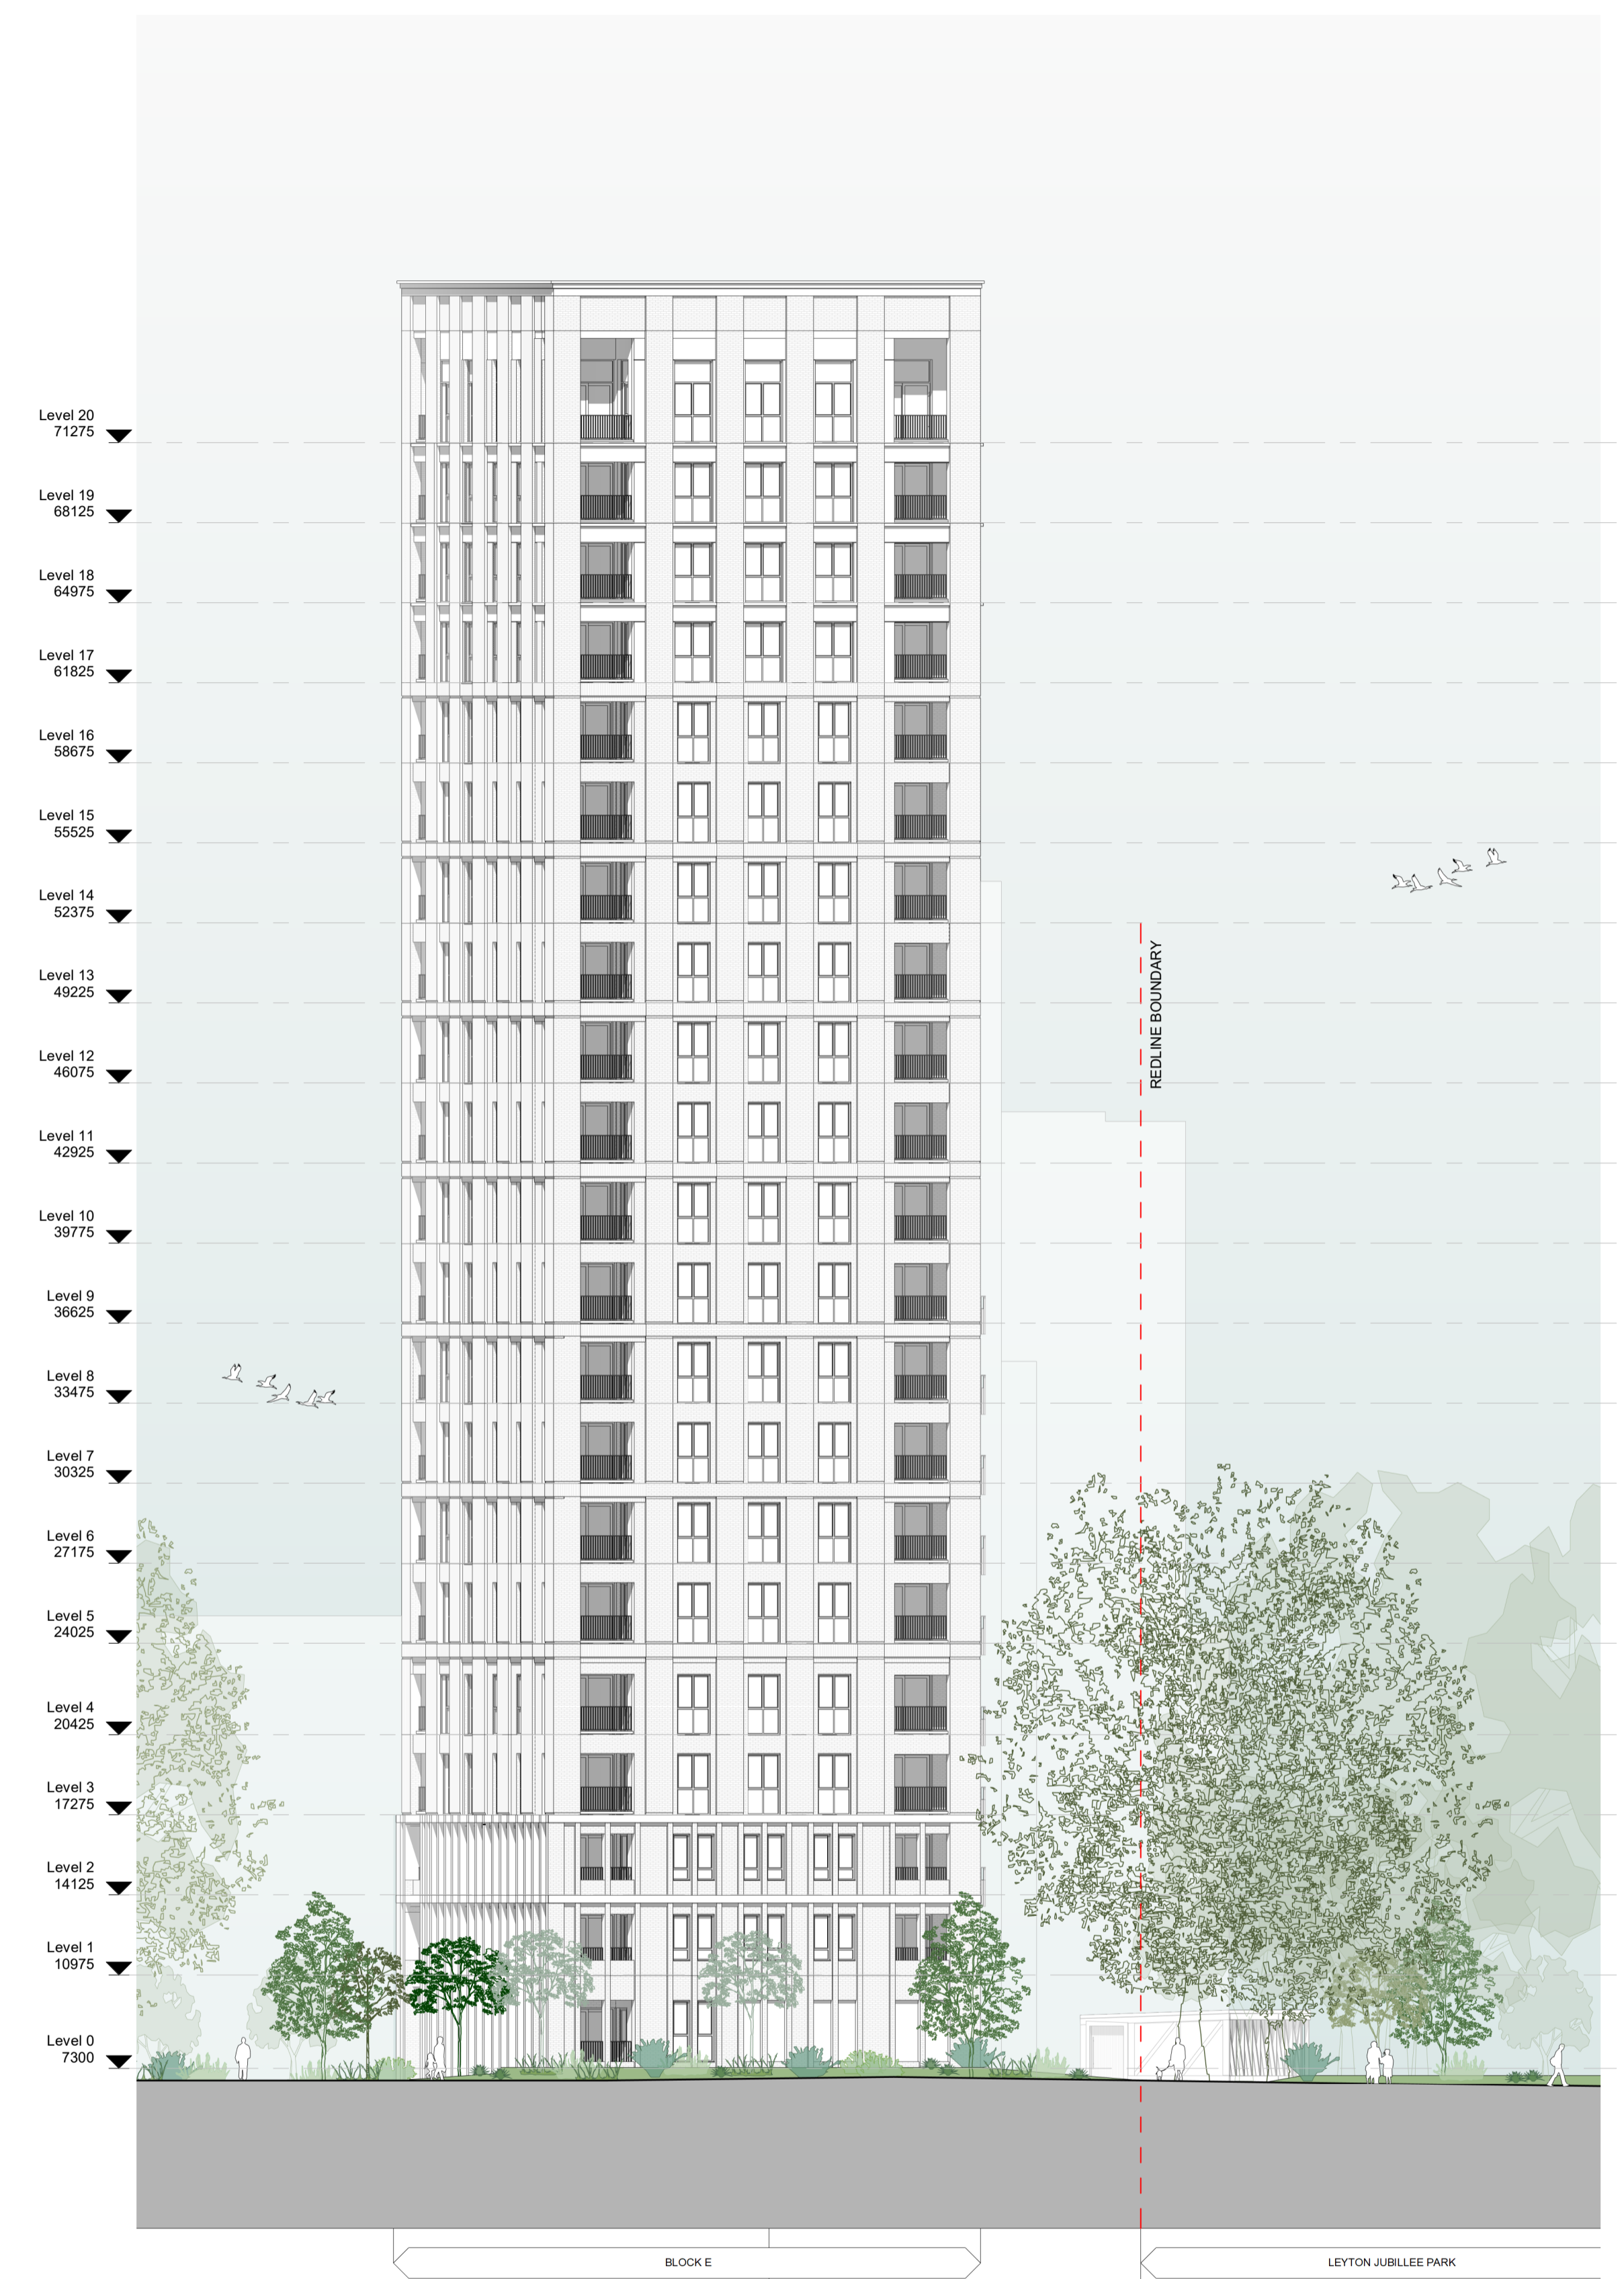 Level 20
71275
Level 19
68125
Level 18
64975
Level 17
61825
Level 16
58675
Level 15
55525
Level 14
52375
Level 13
49225
Level 12
46075
Level 11
42925
Level 10
39775
Level 9
36625
Level 8
33475
Level 7
30325
Level 6
27175
Level 5
24025
Level 4
20425
Level 3
17275
Level 2
14125
Level 1
10975
Level 0
7300
REDLINE BOUNDARY
BLOCK E
LEYTON JUBILLEE PARK